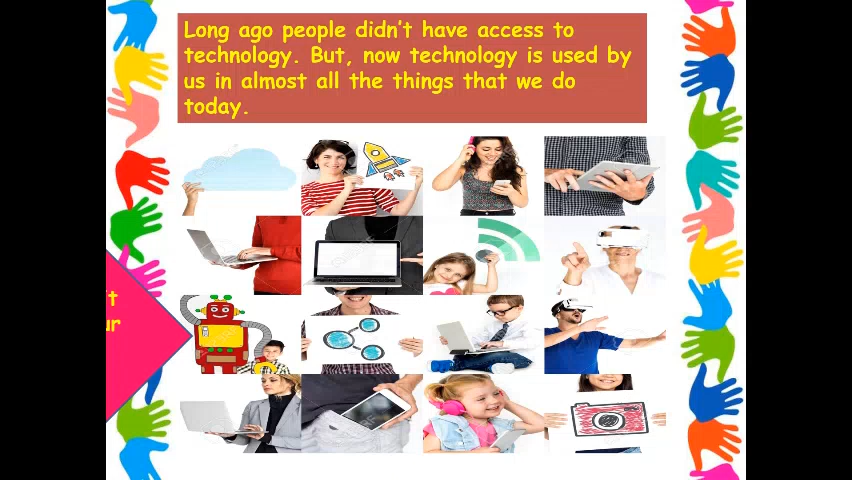 Long ago people didn't have access to
technology. But, now technology is used by
us in almost all the things that we do
today.